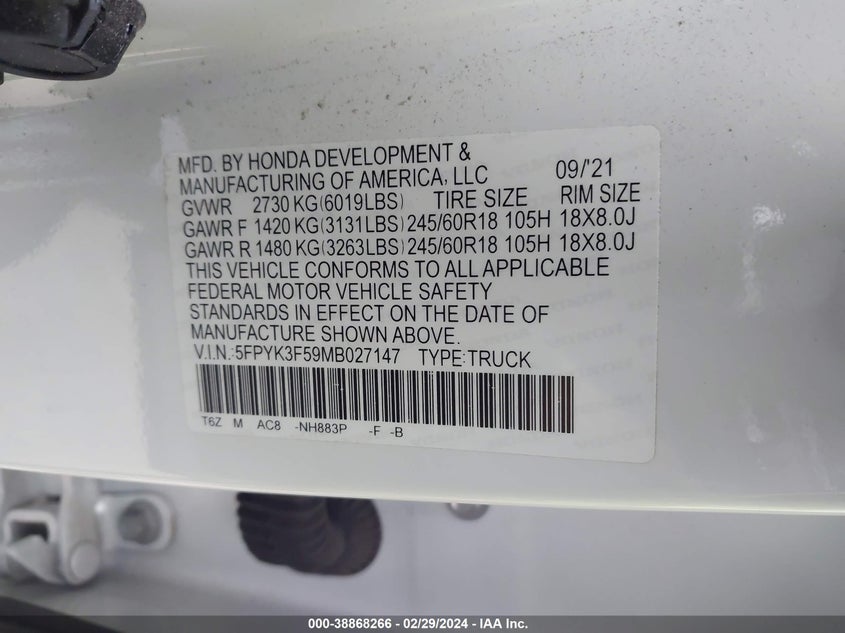 MFD. BY HONDA DEVELOPMENT &
MANUFACTURING OF AMERICA, LLC 09/'21
GVWR 2730 KG(6019LBS) TIRE SIZE RIM SIZE
GAWR F 1420 KG(3131LBS) 245/60R18 105H 18X8.0J
GAWR R 1480 KG(3263LBS) 245/60R18 105H 18X8.0J
THIS VEHICLE CONFORMS TO ALL APPLICABLE
FEDERAL MOTOR VEHICLE SAFETY
STANDARDS IN EFFECT ON THE DATE OF
MANUFACTURE SHOWN ABOVE.
V.I.N.:5FPYK3F59MB027147 TYPE:TRUCK
T6Z M AC8 -NH883P -F -B
000-38868266 - 02/29/2024 - IAA Inc.